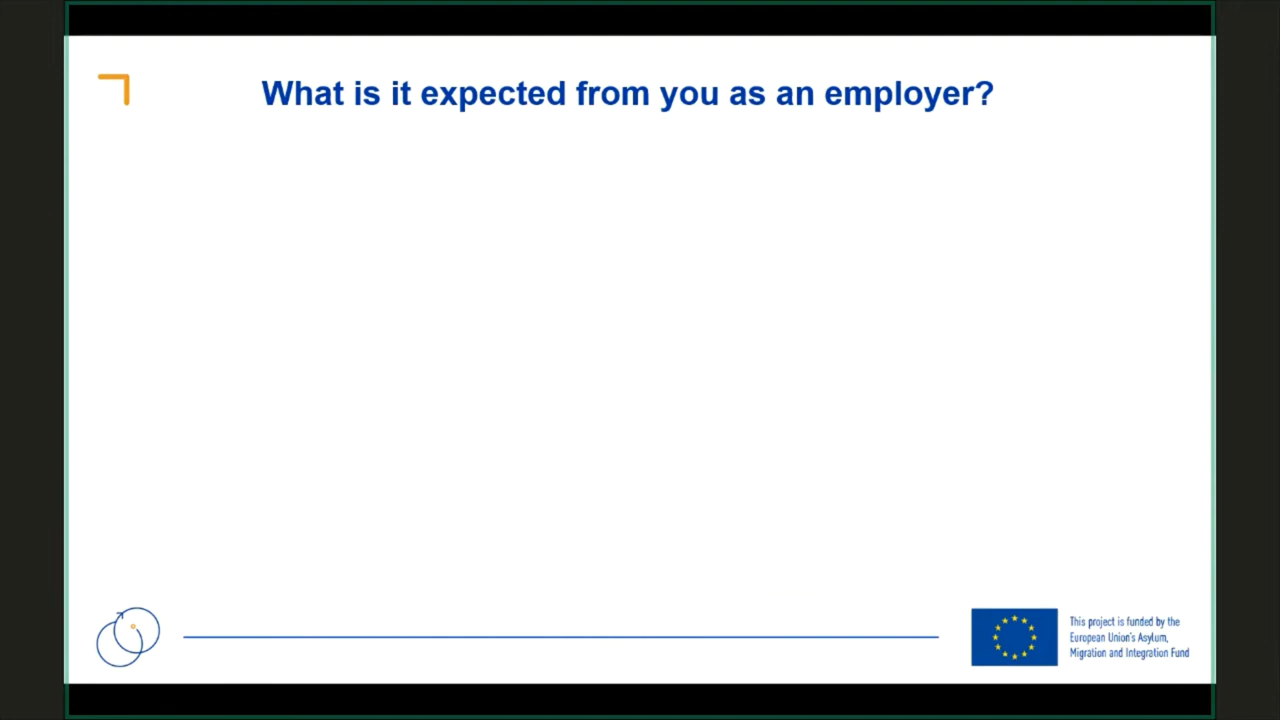 What is it expected from you as an employer?
This project is funded by the
European Union's Asylum,
Migration and Integration Fund